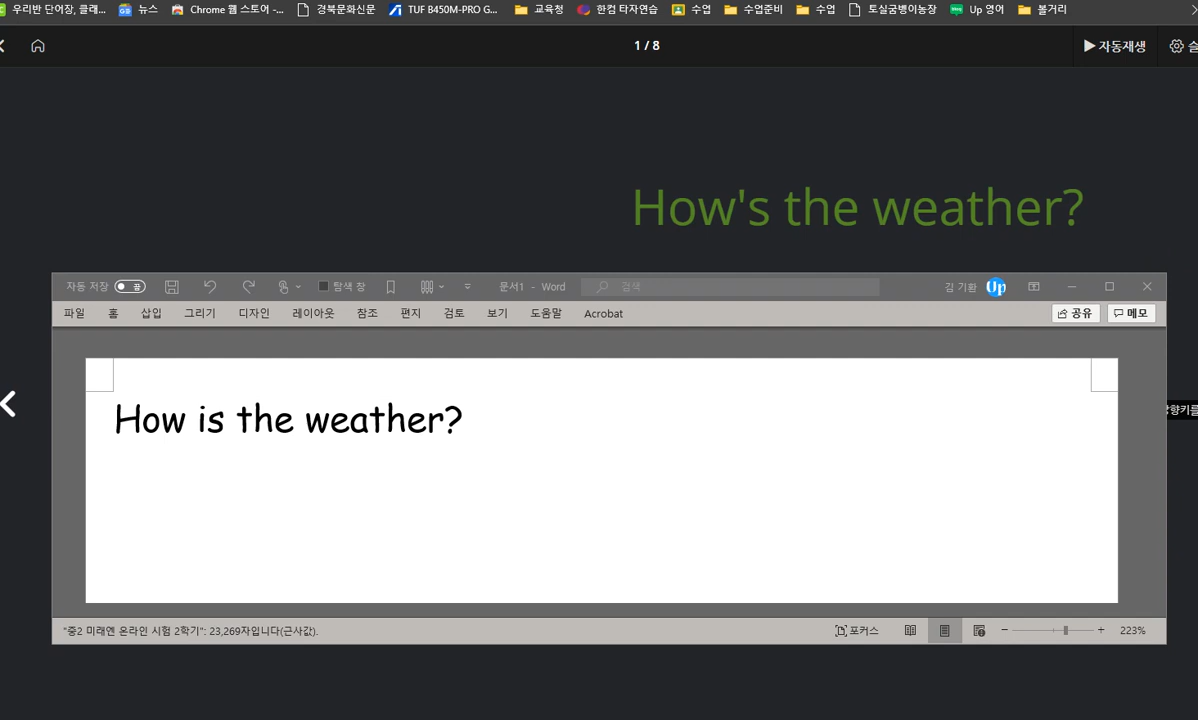 우리반 단어장, 클래... 뉴스 Chrome 웹 스토어 -... 경북문화신문 TUF B450M-PRO G... 교육청 한컴 타자연습 수업 수업준비 수업 토실굼벵이농장 Up 영어 볼거리
1 / 8 자동재생
How's the weather?
자동 저장 끔 탐색 창 문서1 - Word 검색 김 기환 Up
파일 홈 삽입 그리기 디자인 레이아웃 참조 편지 검토 보기 도움말 Acrobat 공유 메모
How is the weather?
향키를
"중2 미래엔 온라인 시험 2학기": 23,269자입니다(근사값). 포커스 223%